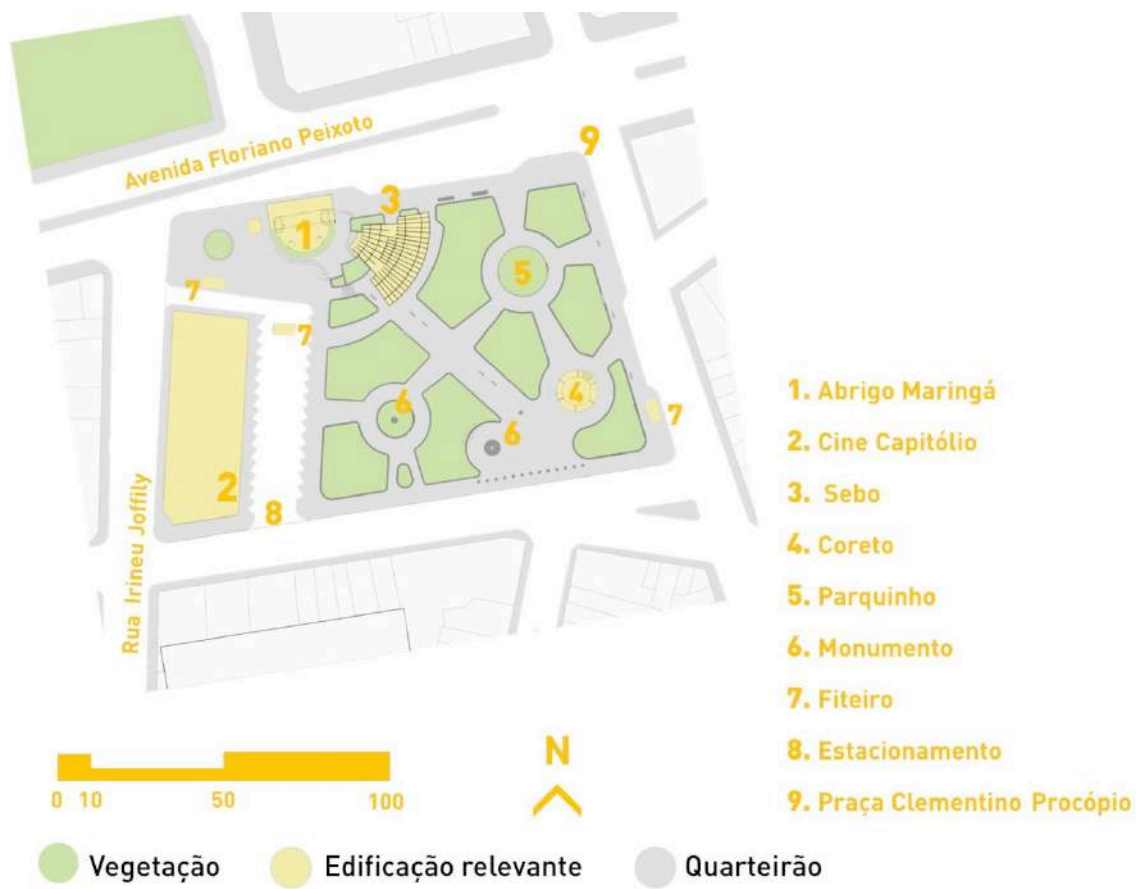 Avenida Floriano Peixoto
9
3
1
5
7
7
4
6
7
6
2
8
Rua Irineu Joffily
1. Abrigo Maringá
2. Cine Capitólio
3. Sebo
4. Coreto
5. Parquinho
6. Monumento
7. Fiteiro
8. Estacionamento
9. Praça Clementino Procópio
N
0 10 50 100
Vegetação Edificação relevante Quarteirão